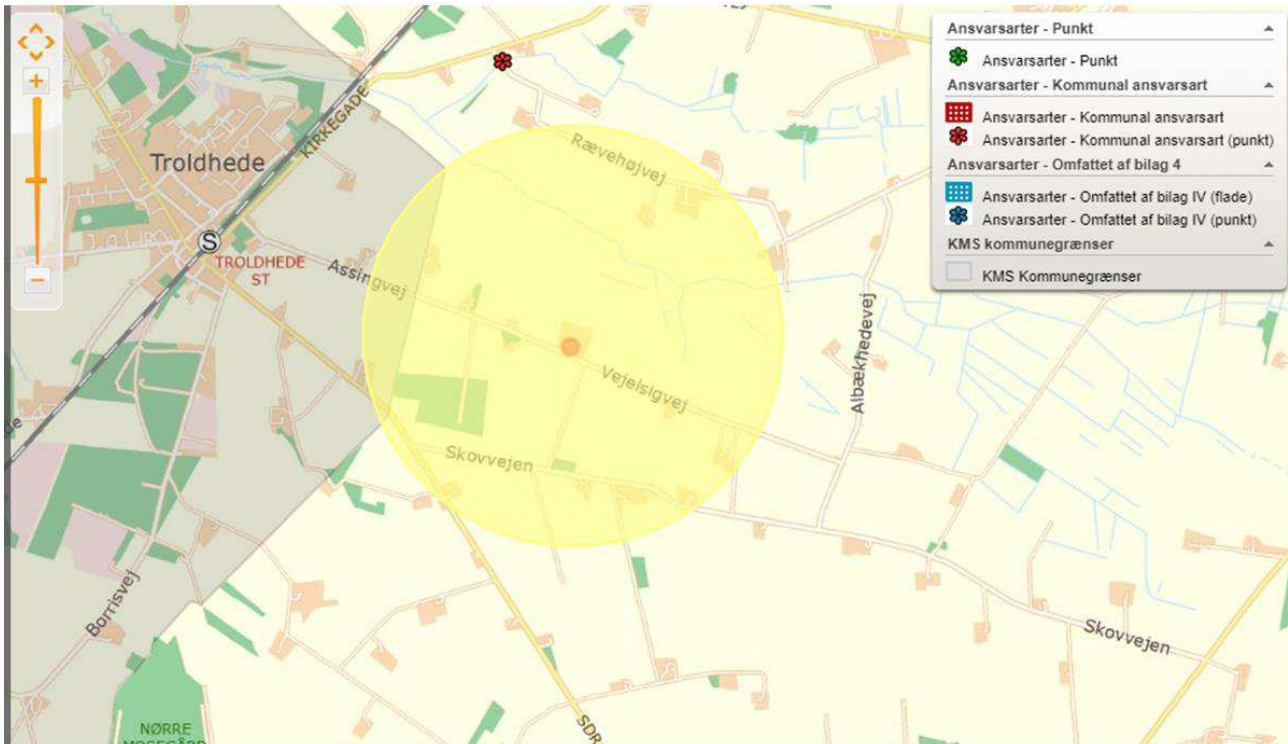 Troldhede
KIRKEGADE
Rævehøjvej
S
TROLDHEDE
ST
Assingvej
Vejelsigvej
Albækhedevej
Skovvejen
Borrisvej
Skovvejen
SDR
NØRRE
MOSEGÅRD
de
+
−
Ansvarsarter - Punkt
Ansvarsarter - Punkt
Ansvarsarter - Kommunal ansvarsart
Ansvarsarter - Kommunal ansvarsart
Ansvarsarter - Kommunal ansvarsart (punkt)
Ansvarsarter - Omfattet af bilag 4
Ansvarsarter - Omfattet af bilag IV (flade)
Ansvarsarter - Omfattet af bilag IV (punkt)
KMS kommunegrænser
KMS Kommunegrænser